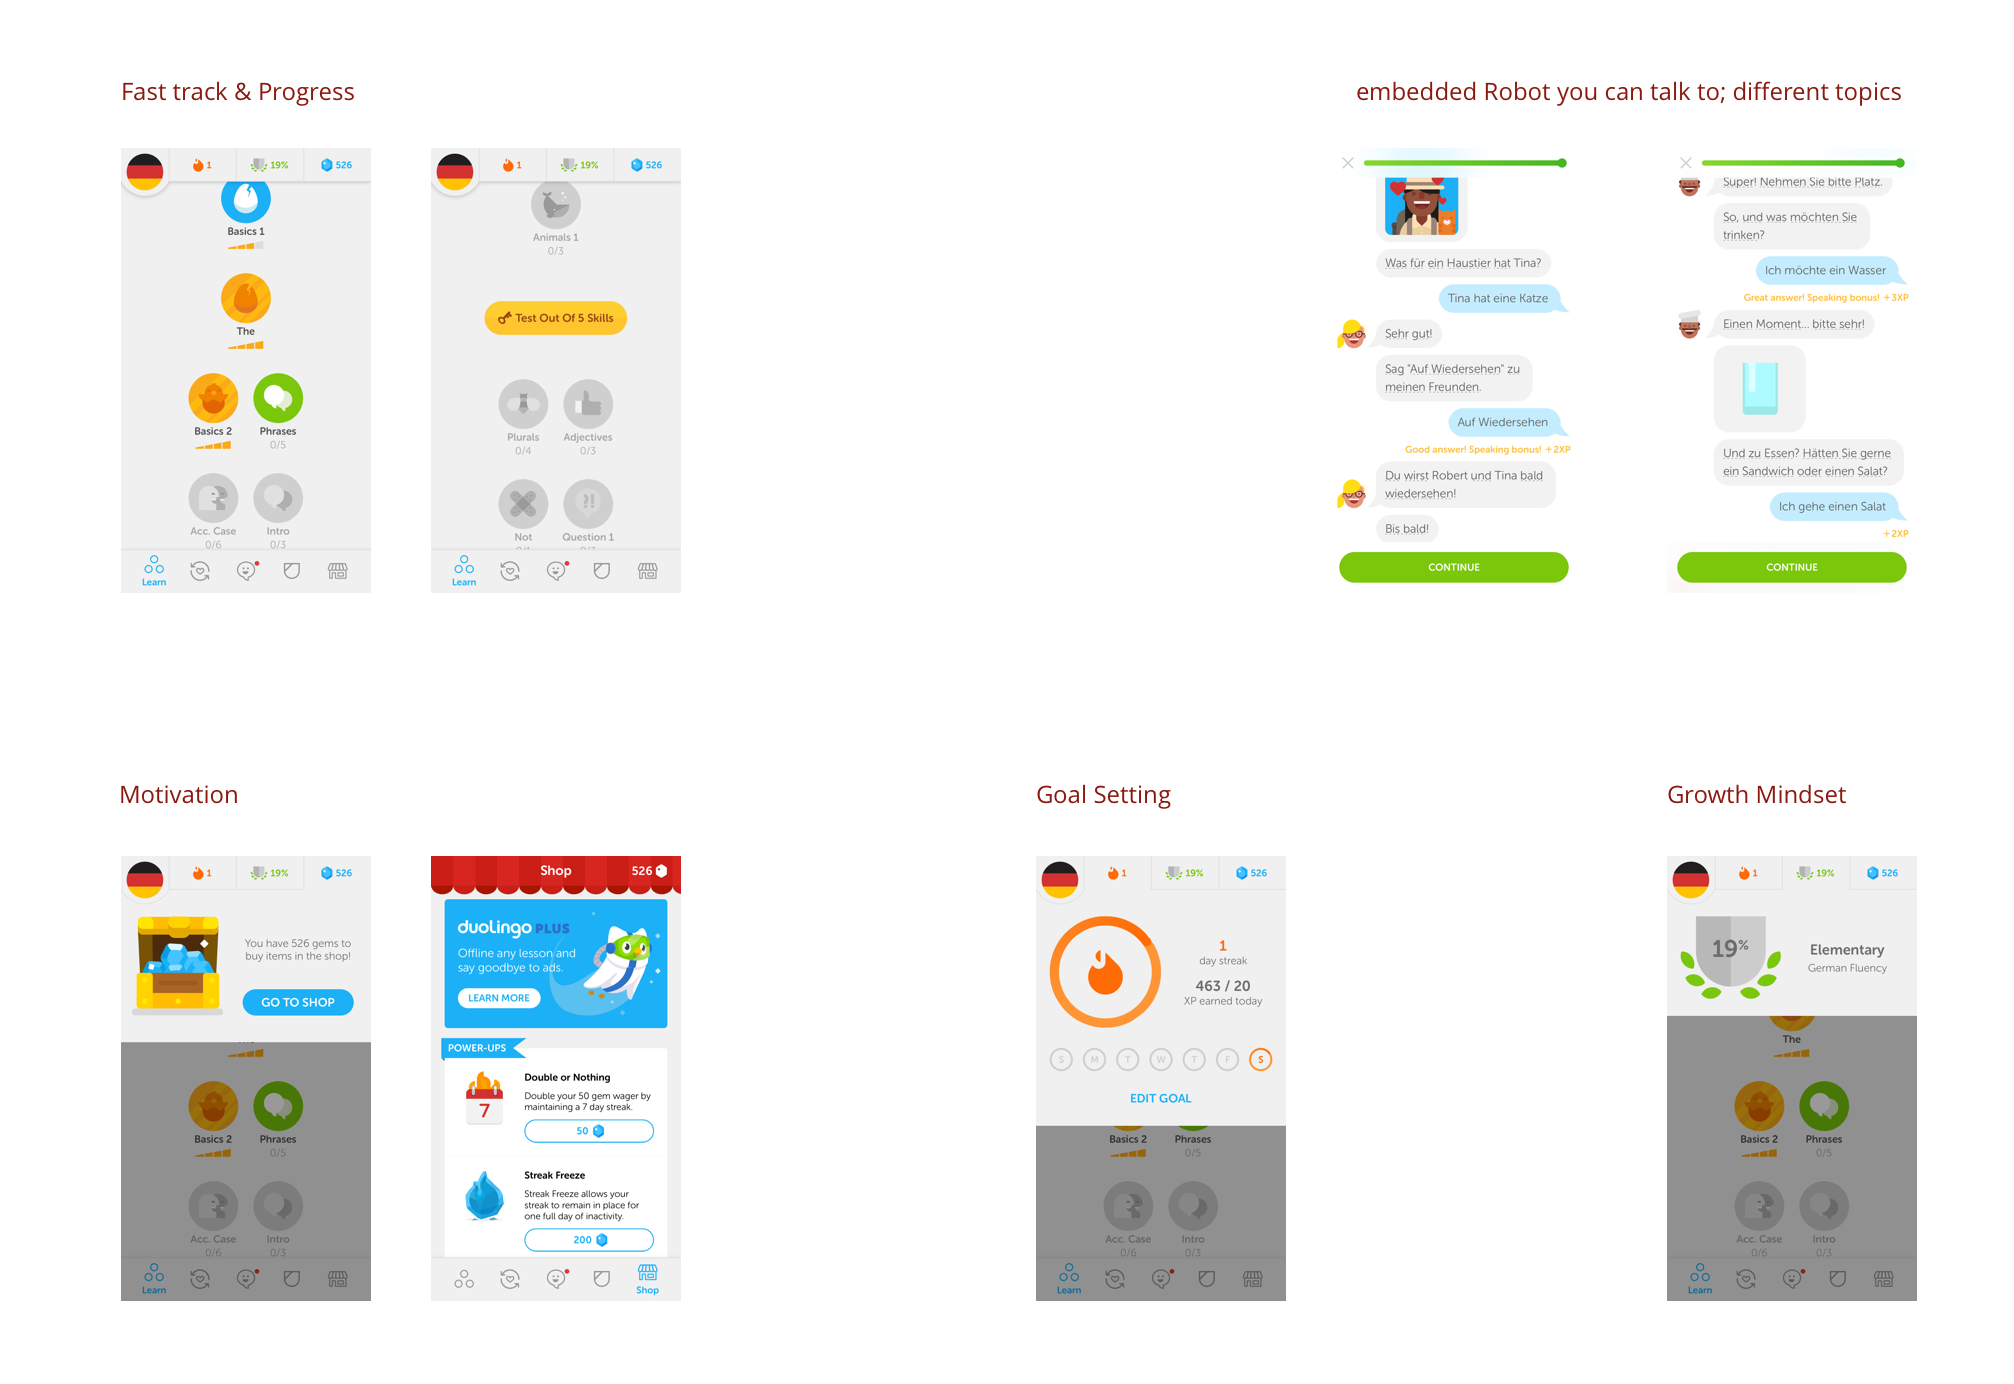 Fast track & Progress
embedded Robot you can talk to; different topics
1
19%
526
Basics 1
The
Basics 2
Phrases
0/5
Acc. Case
Intro
0/6
0/3
Learn
1
19%
526
Animals 1
0/3
Test Out Of 5 Skills
Plurals
Adjectives
0/4
0/3
Not
Question 1
Learn
Was für ein Haustier hat Tina?
Tina hat eine Katze
Sehr gut!
Sag "Auf Wiedersehen" zu
meinen Freunden.
Auf Wiedersehen
Good answer! Speaking bonus! +2XP
Du wirst Robert und Tina bald
wiedersehen!
Bis bald!
CONTINUE
Super! Nehmen Sie bitte Platz.
So, und was möchten Sie
trinken?
Ich möchte ein Wasser
Great answer! Speaking bonus! +3XP
Einen Moment... bitte sehr!
Und zu Essen? Hätten Sie gerne
ein Sandwich oder einen Salat?
Ich gehe einen Salat
+2XP
CONTINUE
Motivation
Goal Setting
Growth Mindset
1
19%
526
You have 526 gems to
buy items in the shop!
GO TO SHOP
Basics 2
Phrases
0/5
Acc. Case
Intro
0/6
0/3
Learn
Shop
526
duolingo PLUS
Offline any lesson and
say goodbye to ads.
LEARN MORE
POWER-UPS
7
Double or Nothing
Double your 50 gem wager by
maintaining a 7 day streak.
50
Streak Freeze
Streak Freeze allows your
streak to remain in place for
one full day of inactivity.
200
Shop
1
19%
526
1
day streak
463 / 20
XP earned today
S M T W T F S
EDIT GOAL
Basics 2
Phrases
0/5
Acc. Case
Intro
0/6
0/3
Learn
1
19%
526
19%
Elementary
German Fluency
The
Basics 2
Phrases
0/5
Acc. Case
Intro
0/6
0/3
Learn